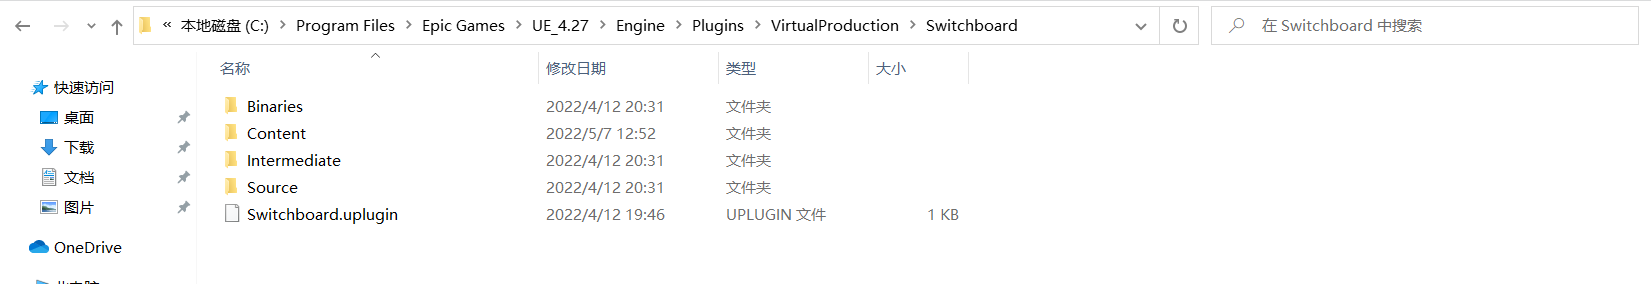 « 本地磁盘 (C:) > Program Files > Epic Games > UE_4.27 > Engine > Plugins > VirtualProduction > Switchboard
在 Switchboard 中搜索
名称 修改日期 类型 大小
快速访问
桌面
下载
文档
图片
OneDrive
Binaries 2022/4/12 20:31 文件夹
Content 2022/5/7 12:52 文件夹
Intermediate 2022/4/12 20:31 文件夹
Source 2022/4/12 20:31 文件夹
Switchboard.uplugin 2022/4/12 19:46 UPLUGIN 文件 1 KB